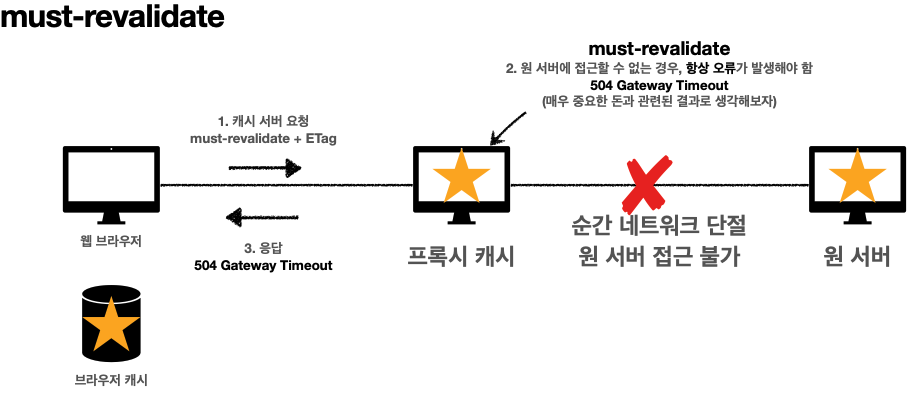 must-revalidate
must-revalidate
2. 원 서버에 접근할 수 없는 경우, 항상 오류가 발생해야 함
504 Gateway Timeout
(매우 중요한 돈과 관련된 결과로 생각해보자)
1. 캐시 서버 요청
must-revalidate + ETag
웹 브라우저
3. 응답
504 Gateway Timeout
프록시 캐시
순간 네트워크 단절
원 서버 접근 불가
원 서버
브라우저 캐시